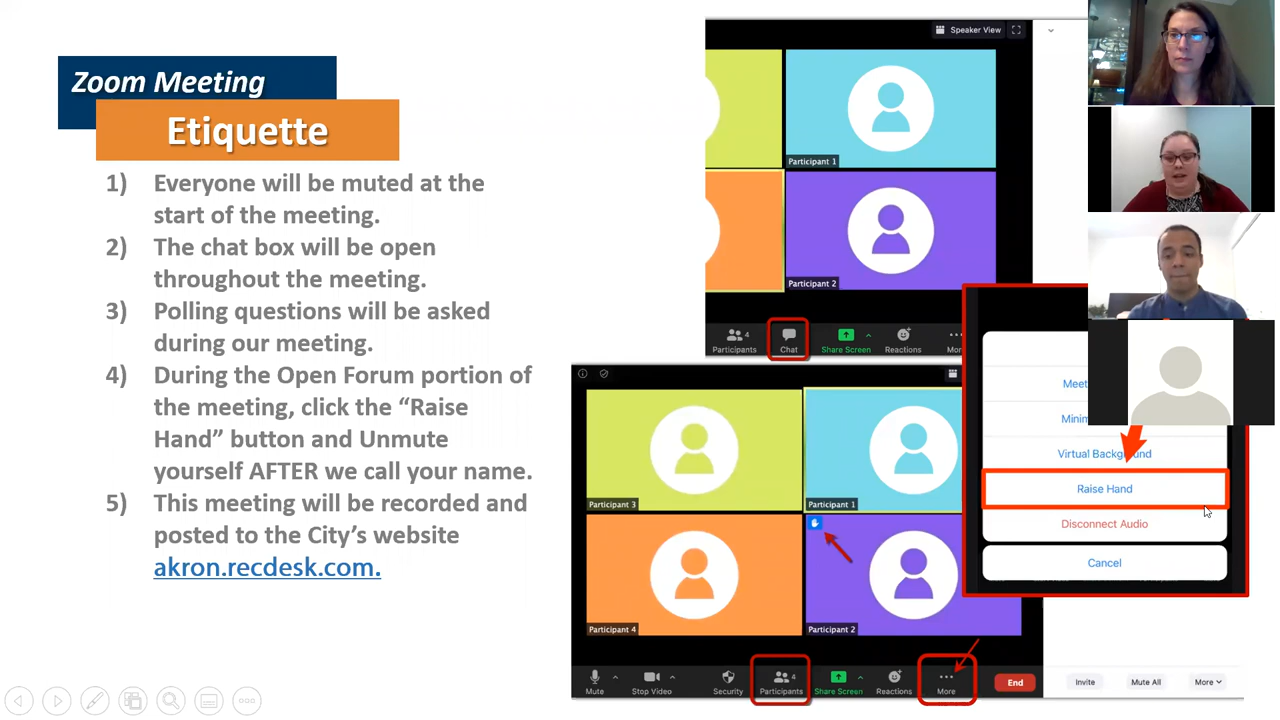 Zoom Meeting
Etiquette
1) Everyone will be muted at the
start of the meeting.
2) The chat box will be open
throughout the meeting.
3) Polling questions will be asked
during our meeting.
4) During the Open Forum portion of
the meeting, click the “Raise
Hand” button and Unmute
yourself AFTER we call your name.
5) This meeting will be recorded and
posted to the City’s website
akron.recdesk.com.
Speaker View
Participant 1
Participant 2
4
Participants
Chat
Share Screen
Reactions
Mor
Participant 3
Participant 1
Participant 4
Participant 2
Mute
Stop Video
Security
4
Participants
Share Screen
Reactions
More
End
Meet
Minim
Virtual Background
Raise Hand
Disconnect Audio
Cancel
Invite
Mute All
More